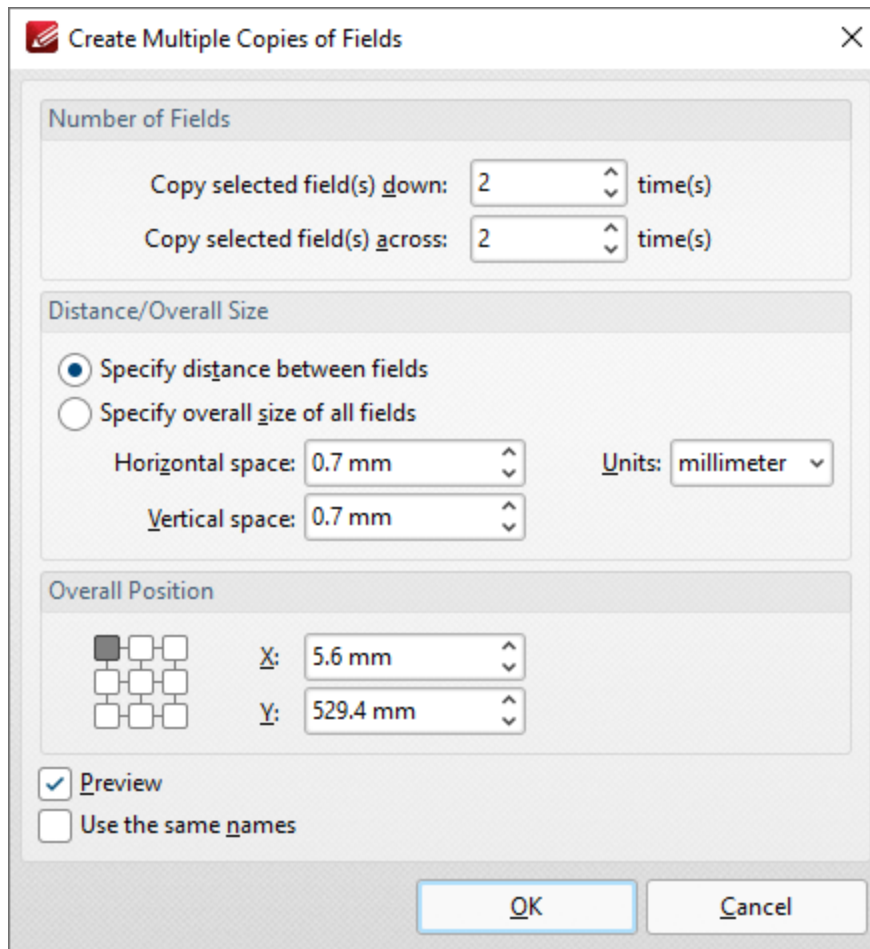 Create Multiple Copies of Fields
Number of Fields
Copy selected field(s) down: 2 time(s)
Copy selected field(s) across: 2 time(s)
Distance/Overall Size
Specify distance between fields
Specify overall size of all fields
Horizontal space: 0.7 mm Units: millimeter
Vertical space: 0.7 mm
Overall Position
X: 5.6 mm
Y: 529.4 mm
Preview
Use the same names
OK Cancel